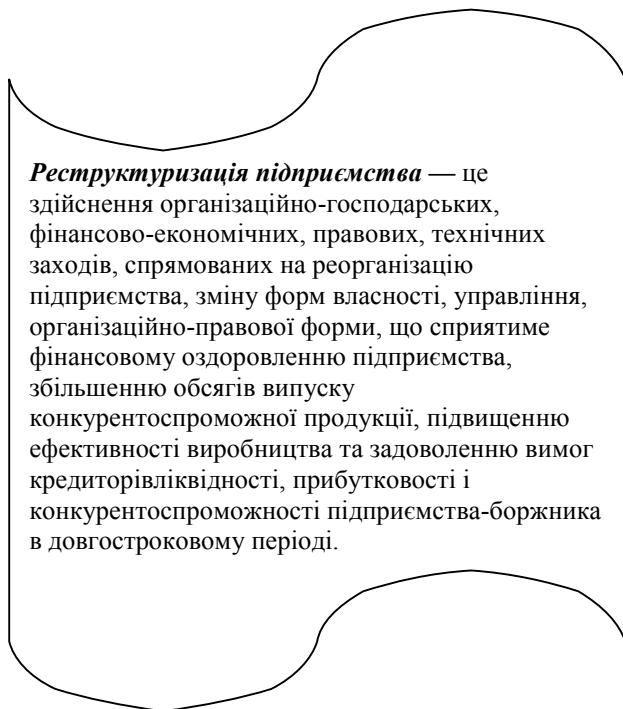 Реструктуризація підприємства — це
здійснення організаційно-господарських,
фінансово-економічних, правових, технічних
заходів, спрямованих на реорганізацію
підприємства, зміну форм власності, управління,
організаційно-правової форми, що сприятиме
фінансовому оздоровленню підприємства,
збільшенню обсягів випуску
конкурентоспроможної продукції, підвищенню
ефективності виробництва та задоволенню вимог
кредиторівліквідності, прибутковості і
конкурентоспроможності підприємства-боржника
в довгостроковому періоді.